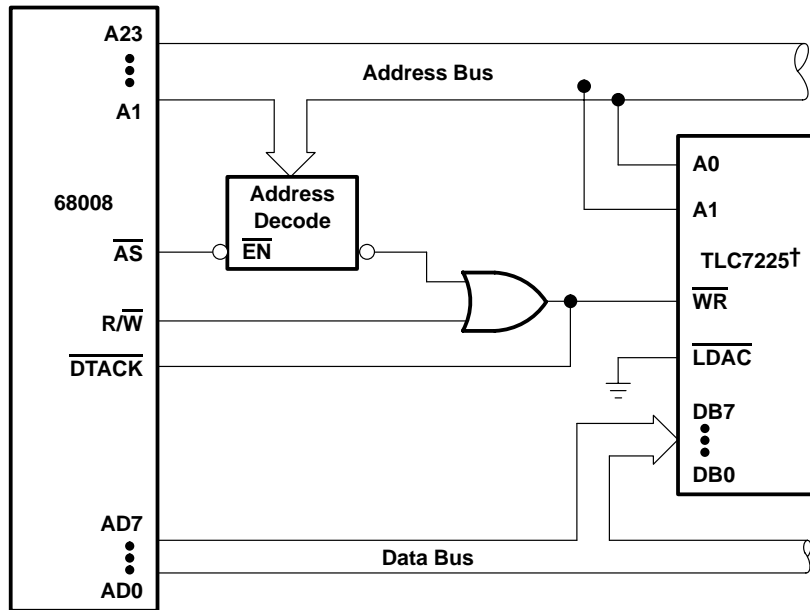 A23
Address Bus
A1
68008
Address
Decode
A0
A1
AS
EN
TLC7225†
R/W
WR
DTACK
LDAC
DB7
DB0
AD7
Data Bus
AD0